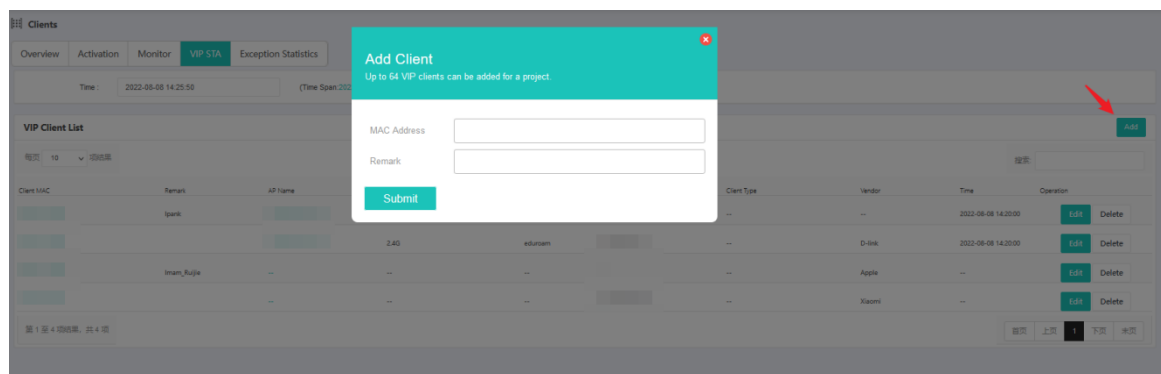 Clients
Overview Activation Monitor VIP STA Exception Statistics
Time : 2022-08-08 14:25:50 (Time Span:202
Add Client
Up to 64 VIP clients can be added for a project.
MAC Address
Remark
Submit
VIP Client List Add
每页 10 项结果 搜索:
Client MAC Remark AP Name Client Type Vendor Time Operation
Ipank -- -- 2022-08-08 14:20:00 Edit Delete
2.4G eduroam -- D-link 2022-08-08 14:20:00 Edit Delete
Imam_Ruijie -- -- -- -- Apple -- Edit Delete
-- -- -- -- Xiaomi -- Edit Delete
第 1 至 4 项结果，共 4 项 首页 上页 1 下页 末页